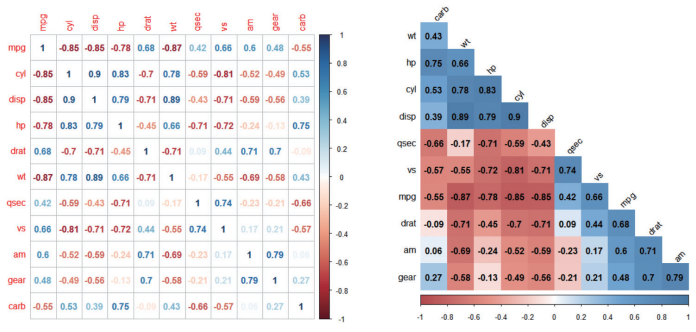 mpg cyl disp hp drat wt qsec vs am gear carb
mpg 1 -0.85 -0.85 -0.78 0.68 -0.87 0.42 0.66 0.6 0.48 -0.55
cyl -0.85 1 0.9 0.83 -0.7 0.78 -0.59 -0.81 -0.52 -0.49 0.53
disp -0.85 0.9 1 0.79 -0.71 0.89 -0.43 -0.71 -0.59 -0.56 0.39
hp -0.78 0.83 0.79 1 -0.45 0.66 -0.71 -0.72 -0.24 -0.13 0.75
drat 0.68 -0.7 -0.71 -0.45 1 -0.71 0.09 0.44 0.71 0.7 -0.09
wt -0.87 0.78 0.89 0.66 -0.71 1 -0.17 -0.55 -0.69 -0.58 0.43
qsec 0.42 -0.59 -0.43 -0.71 0.09 -0.17 1 0.74 -0.23 -0.21 -0.66
vs 0.66 -0.81 -0.71 -0.72 0.44 -0.55 0.74 1 0.17 0.21 -0.57
am 0.6 -0.52 -0.59 -0.24 0.71 -0.69 -0.23 0.17 1 0.79 0.06
gear 0.48 -0.49 -0.56 -0.13 0.7 -0.58 -0.21 0.21 0.79 1 0.27
carb -0.55 0.53 0.39 0.75 -0.09 0.43 -0.66 -0.57 0.06 0.27 1
1
0.8
0.6
0.4
0.2
0
-0.2
-0.4
-0.6
-0.8
-1
carb
wt 0.43 wt
hp 0.75 0.66 hp
cyl 0.53 0.78 0.83 cyl
disp 0.39 0.89 0.79 0.9 disp
qsec -0.66 -0.17 -0.71 -0.59 -0.43 qsec
vs -0.57 -0.55 -0.72 -0.81 -0.71 0.74 vs
mpg -0.55 -0.87 -0.78 -0.85 -0.85 0.42 0.66 mpg
drat -0.09 -0.71 -0.45 -0.7 -0.71 0.09 0.44 0.68 drat
am 0.06 -0.69 -0.24 -0.52 -0.59 -0.23 0.17 0.6 0.71 am
gear 0.27 -0.58 -0.13 -0.49 -0.56 -0.21 0.21 0.48 0.7 0.79
-1 -0.8 -0.6 -0.4 -0.2 0 0.2 0.4 0.6 0.8 1